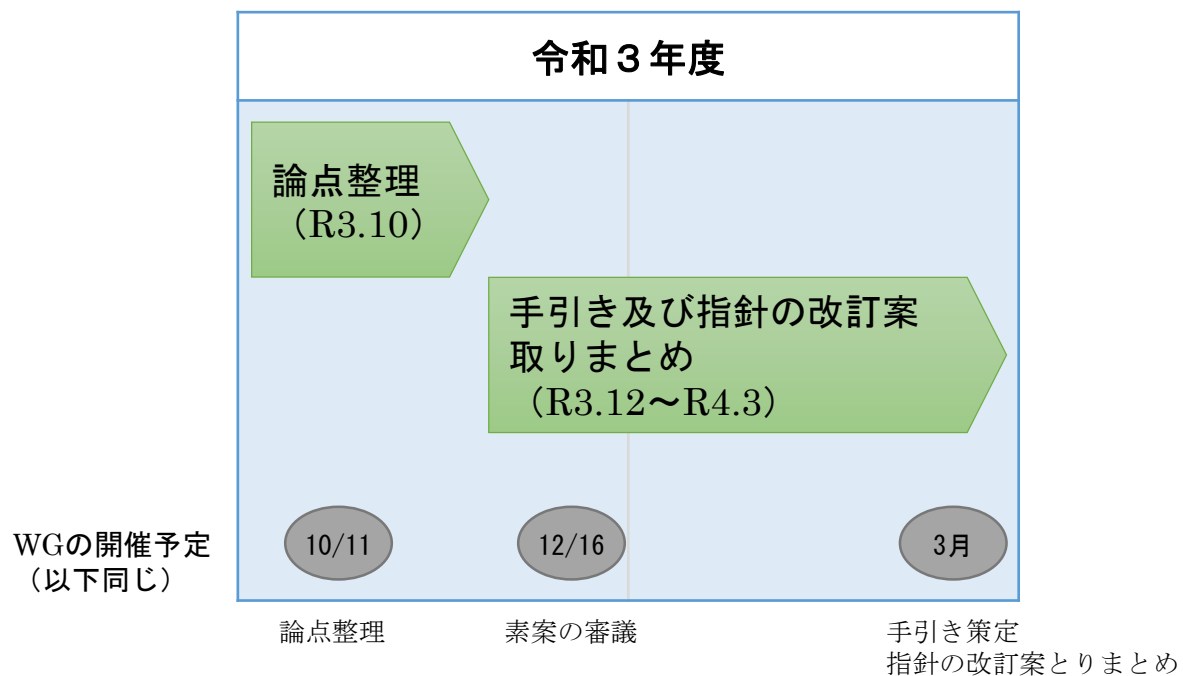 令和３年度
論点整理
（R3.10）
手引き及び指針の改訂案
取りまとめ
（R3.12～R4.3）
WGの開催予定
（以下同じ）
10/11
12/16
3月
論点整理
素案の審議
手引き策定
指針の改訂案とりまとめ